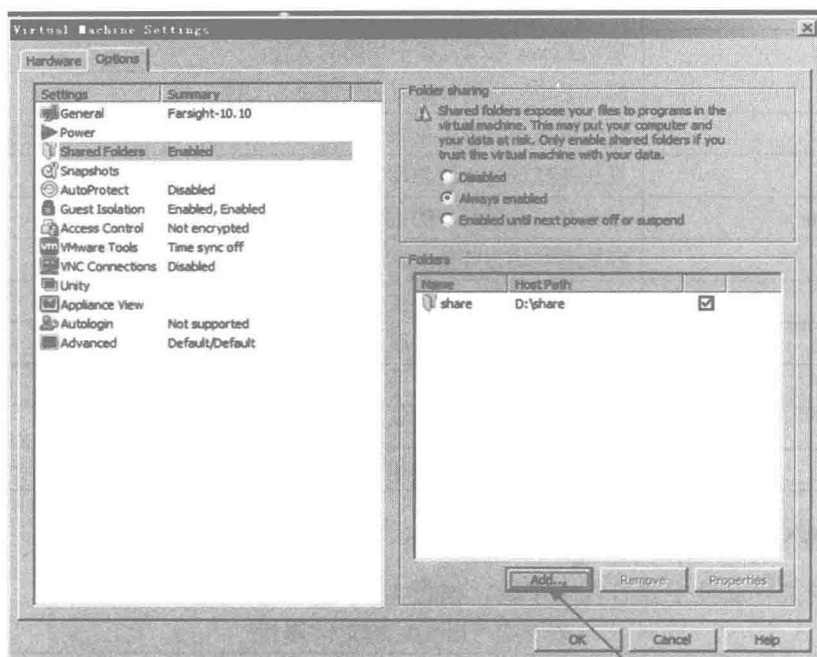 Virtual Machine Settings
Hardware Options
Settings Summary
General Farsight-10.10
Power
Shared Folders Enabled
Snapshots
AutoProtect Disabled
Guest Isolation Enabled, Enabled
Access Control Not encrypted
VMware Tools Time sync off
VNC Connections Disabled
Unity
Appliance View
Autologin Not supported
Advanced Default/Default
Folder sharing
Shared folders expose your files to programs in the
virtual machine. This may put your computer and
your data at risk. Only enable shared folders if you
trust the virtual machine with your data.
Disabled
Always enabled
Enabled until next power off or suspend
Folders
Name Host Path
share D:\share
Add... Remove Properties
OK Cancel Help